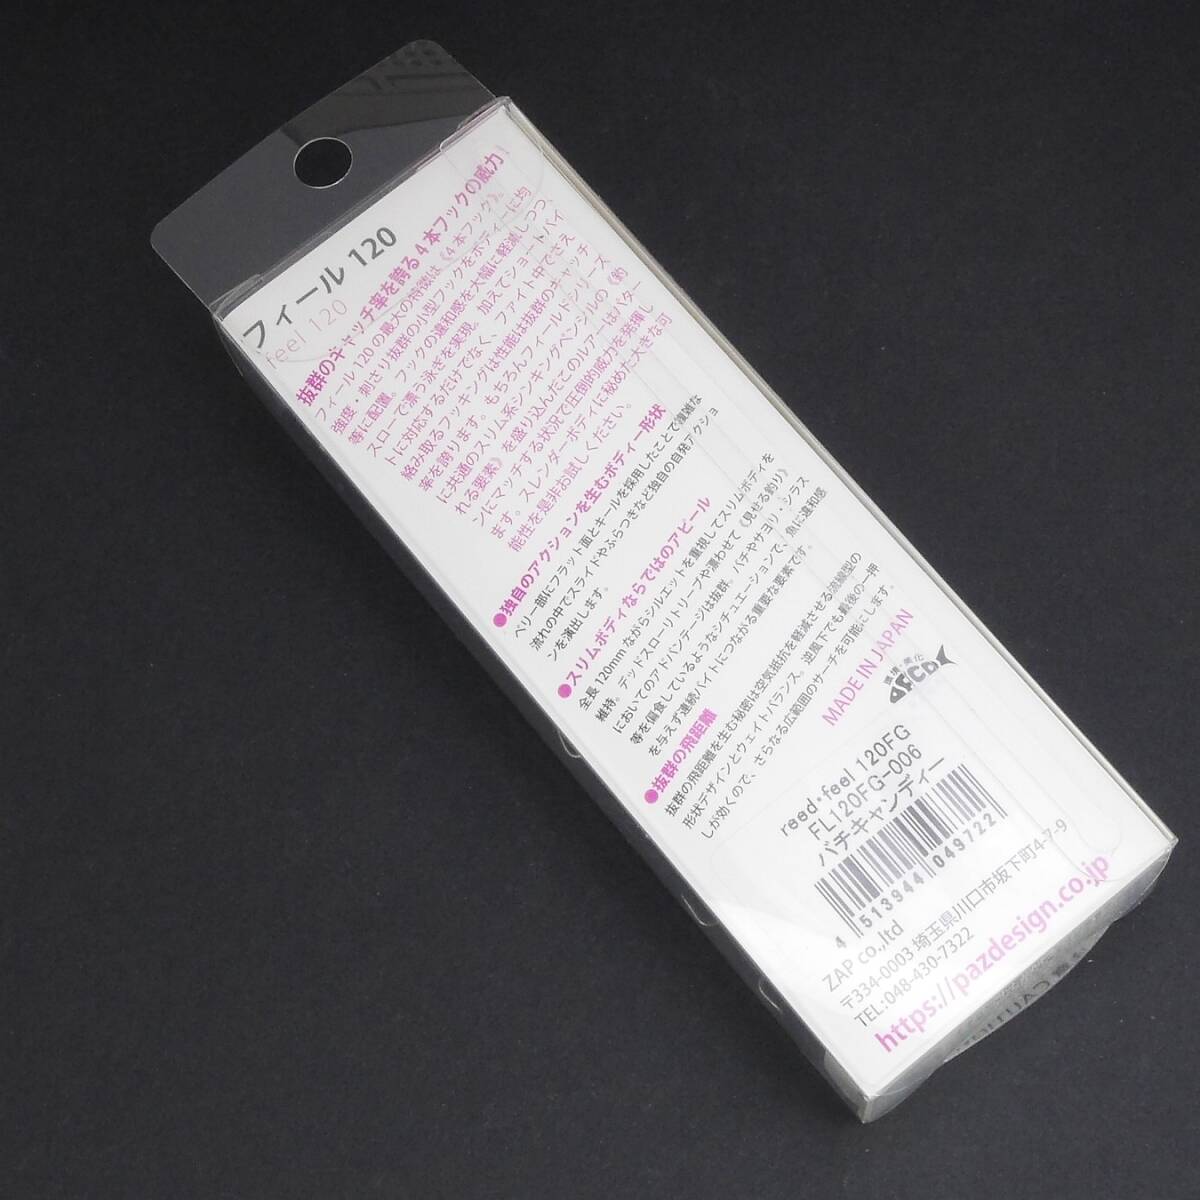 フィール 120
feel 120
抜群のキャッチ率を誇る4本フックの威力!
フィール120の最大の特徴は《4本フック》。
強度・刺さり抜群の小型フックをボディーに均
等に配置。フックの違和感を大幅に軽減しつつ、
スローで漂う泳ぎを実現。加えてショートバイ
トに対応するだけでなく、ファイト中でさえ
絡み取るフッキングは性能は抜群のキャッチ
率を誇ります。もちろんフィールドシリーズ
に共通のスリム系シンキングペンシルの《釣
れる要素》を盛り込んだこのルアーはパター
ンにマッチする状況で圧倒的威力を発揮し
ます。スレンダーボディに秘めた大きな可
能性を是非お試しください。
●独自のアクションを生むボディー形状
ベリー部にフラット面とキールを採用したことで複雑な
流れの中でスライドやふらつきなど独自の自発アクショ
ンを演出します。
●スリムボディならではのアピール
全長120mmながらシルエットを重視してスリムボディを
維持。デッドスローリトリーブや漂わせて《見せる釣り》
においてのアドバンテージは抜群。バチやサヨリ・シラス
等を偏食しているようなシチュエーションで、魚に違和感
を与えず連続バイトにつながる重要な要素です。
●抜群の飛距離
抜群の飛距離を生む秘密は空気抵抗を軽減させる流線型の
形状デザインとウェイトバランス。逆風下でも最後の一押
しが効くので、さらなる広範囲のサーチを可能にします。
MADE IN JAPAN
環境・美化
reed・feel 120FG
FL120FG-006
バチキャンディー
4 513944 049722
ZAP co.,ltd
〒334-0003 埼玉県川口市坂下町4-7-9
TEL:048-430-7322
https://pazdesign.co.jp